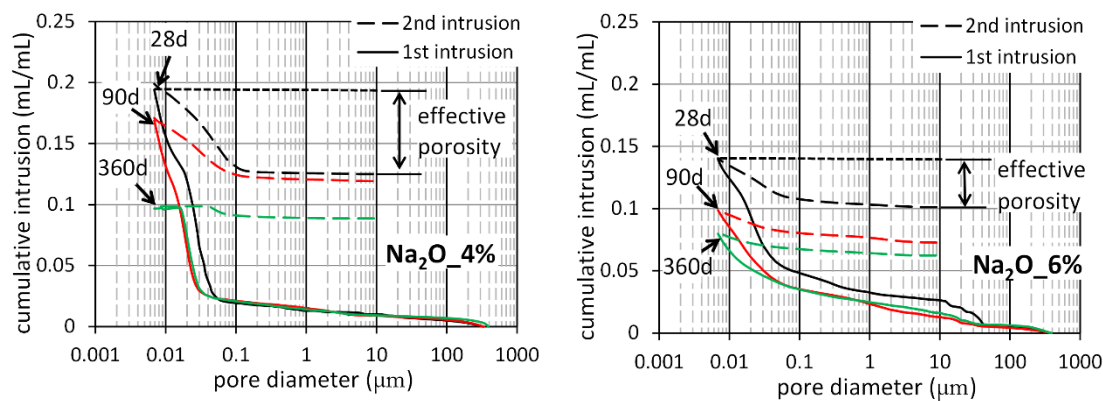 0.25
0.2
0.15
0.1
0.05
0
cumulative intrusion (mL/mL)
0.001
0.01
0.1
1
10
100
1000
pore diameter (µm)
2nd intrusion
1st intrusion
28d
90d
360d
effective
porosity
Na₂O_4%
0.25
0.2
0.15
0.1
0.05
0
cumulative intrusion (mL/mL)
0.001
0.01
0.1
1
10
100
1000
pore diameter (µm)
2nd intrusion
1st intrusion
28d
90d
360d
effective
porosity
Na₂O_6%